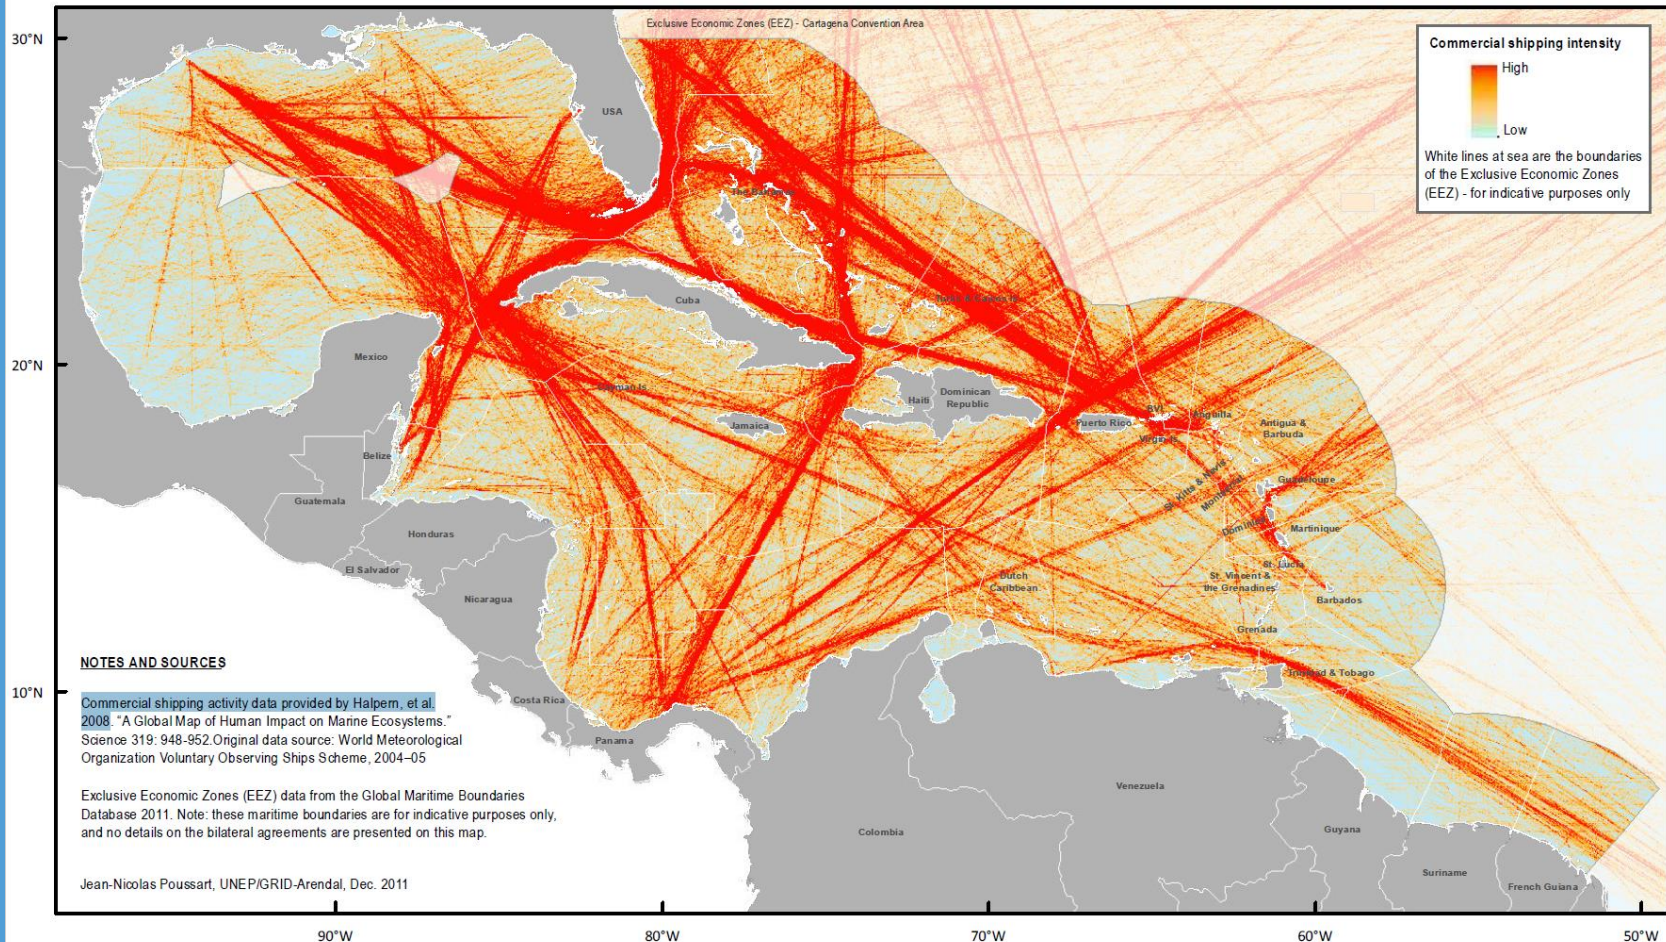 Exclusive Economic Zones (EEZ) - Cartagena Convention Area
30°N
20°N
10°N
Commercial shipping intensity
High
Low
White lines at sea are the boundaries
of the Exclusive Economic Zones
(EEZ) - for indicative purposes only
USA
The Bahamas
Turks & Caicos Is.
Cuba
Mexico
Cayman Is.
Haiti
Dominican
Republic
Jamaica
Puerto Rico
BVI
Virgin Is.
Anguilla
Antigua &
Barbuda
Belize
St. Kitts & Nevis
Montserrat
Guadeloupe
Guatemala
Dominica
Martinique
Honduras
El Salvador
St. Lucia
Nicaragua
Dutch
Caribbean
St. Vincent &
the Grenadines
Barbados
Grenada
Trinidad & Tobago
Costa Rica
Panama
Venezuela
Colombia
Guyana
Suriname
French Guiana
NOTES AND SOURCES
Commercial shipping activity data provided by Halpern, et al.
2008. "A Global Map of Human Impact on Marine Ecosystems."
Science 319: 948-952.Original data source: World Meteorological
Organization Voluntary Observing Ships Scheme, 2004–05
Exclusive Economic Zones (EEZ) data from the Global Maritime Boundaries
Database 2011. Note: these maritime boundaries are for indicative purposes only,
and no details on the bilateral agreements are presented on this map.
Jean-Nicolas Poussart, UNEP/GRID-Arendal, Dec. 2011
90°W
80°W
70°W
60°W
50°W